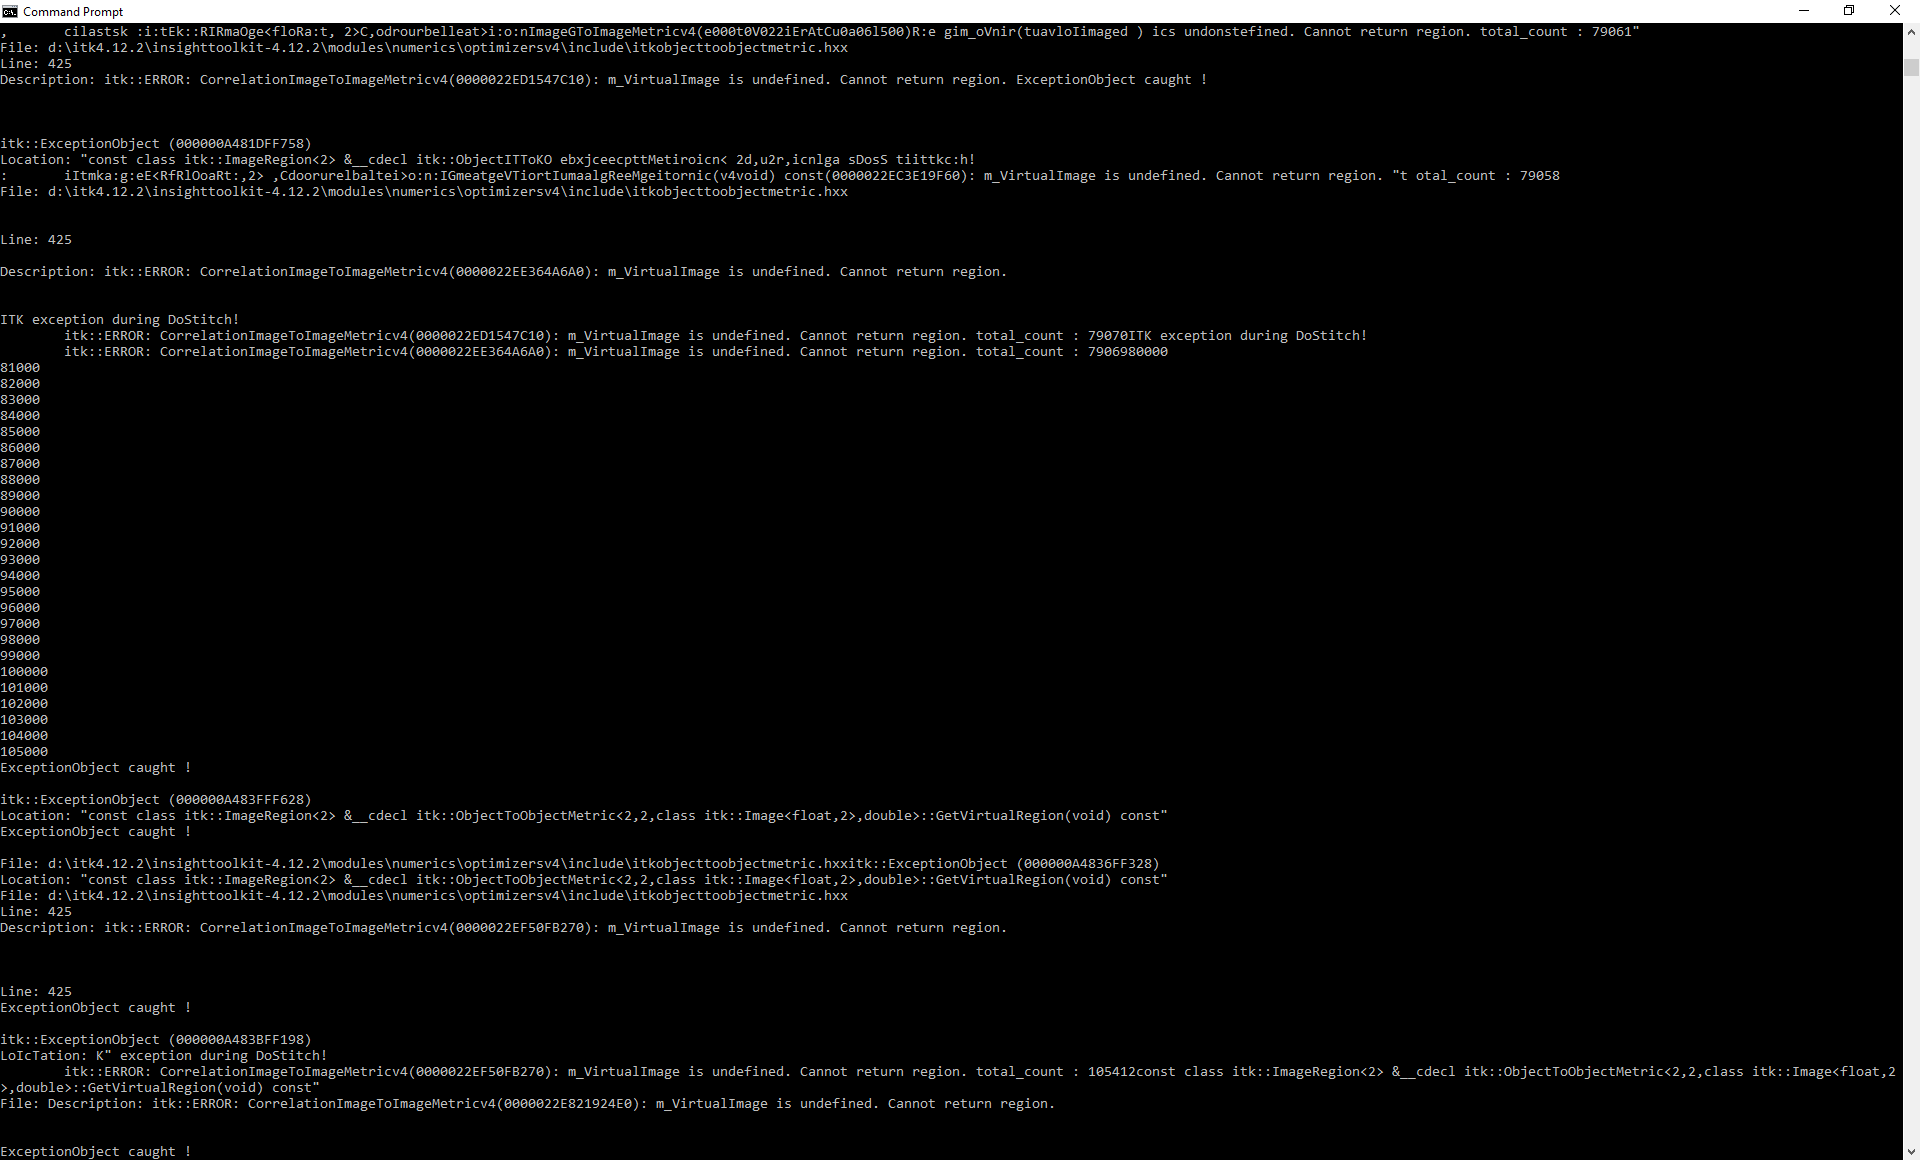 Command Prompt
,       cilastsk :i:tEk::RIRmaOge<floRa:t, 2>C,odrourbelleat>i:o:nImageGToImageMetricv4(e000t0V022iErAtCu0a06l500)R:e gim_oVnir(tuavloIimaged ) ics undonstefined. Cannot return region. total_count : 79061"
File: d:\itk4.12.2\insighttoolkit-4.12.2\modules\numerics\optimizersv4\include\itkobjecttoobjectmetric.hxx
Line: 425
Description: itk::ERROR: CorrelationImageToImageMetricv4(0000022ED1547C10): m_VirtualImage is undefined. Cannot return region. ExceptionObject caught !
itk::ExceptionObject (000000A481DFF758)
Location: "const class itk::ImageRegion<2> &__cdecl itk::ObjectITToKO ebxjceecpttMetiroicn< 2d,u2r,icnlga sDosS tiittkc:h!
:       iItmka:g:eE<RfRlOoaRt:,2> ,Cdoorurelbaltei>o:n:IGmeatgeVTiortIumaalgReeMgeitornic(v4void) const(0000022EC3E19F60): m_VirtualImage is undefined. Cannot return region. "t otal_count : 79058
File: d:\itk4.12.2\insighttoolkit-4.12.2\modules\numerics\optimizersv4\include\itkobjecttoobjectmetric.hxx
Line: 425
Description: itk::ERROR: CorrelationImageToImageMetricv4(0000022EE364A6A0): m_VirtualImage is undefined. Cannot return region.
ITK exception during DoStitch!
        itk::ERROR: CorrelationImageToImageMetricv4(0000022ED1547C10): m_VirtualImage is undefined. Cannot return region. total_count : 79070ITK exception during DoStitch!
        itk::ERROR: CorrelationImageToImageMetricv4(0000022EE364A6A0): m_VirtualImage is undefined. Cannot return region. total_count : 7906980000
81000
82000
83000
84000
85000
86000
87000
88000
89000
90000
91000
92000
93000
94000
95000
96000
97000
98000
99000
100000
101000
102000
103000
104000
105000
ExceptionObject caught !
itk::ExceptionObject (000000A483FFF628)
Location: "const class itk::ImageRegion<2> &__cdecl itk::ObjectToObjectMetric<2,2,class itk::Image<float,2>,double>::GetVirtualRegion(void) const"
ExceptionObject caught !
File: d:\itk4.12.2\insighttoolkit-4.12.2\modules\numerics\optimizersv4\include\itkobjecttoobjectmetric.hxxitk::ExceptionObject (000000A4836FF328)
Location: "const class itk::ImageRegion<2> &__cdecl itk::ObjectToObjectMetric<2,2,class itk::Image<float,2>,double>::GetVirtualRegion(void) const"
File: d:\itk4.12.2\insighttoolkit-4.12.2\modules\numerics\optimizersv4\include\itkobjecttoobjectmetric.hxx
Line: 425
Description: itk::ERROR: CorrelationImageToImageMetricv4(0000022EF50FB270): m_VirtualImage is undefined. Cannot return region.
Line: 425
ExceptionObject caught !
itk::ExceptionObject (000000A483BFF198)
LoIcTation: K" exception during DoStitch!
        itk::ERROR: CorrelationImageToImageMetricv4(0000022EF50FB270): m_VirtualImage is undefined. Cannot return region. total_count : 105412const class itk::ImageRegion<2> &__cdecl itk::ObjectToObjectMetric<2,2,class itk::Image<float,2
>,double>::GetVirtualRegion(void) const"
File: Description: itk::ERROR: CorrelationImageToImageMetricv4(0000022E821924E0): m_VirtualImage is undefined. Cannot return region.
ExceptionObject caught !